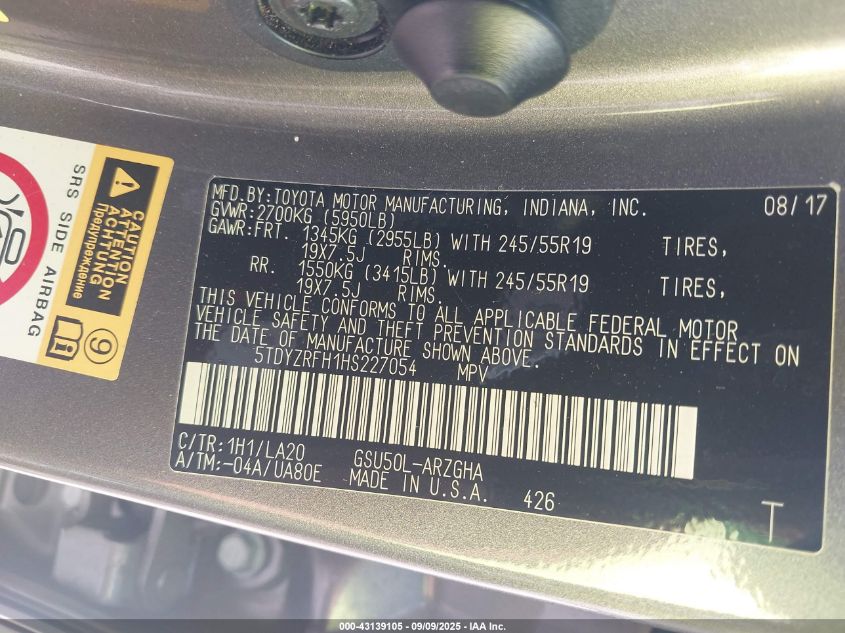 SRS SIDE AIRBAG
CAUTION
ATTENTION
ACHTUNG
Предупреждение
9
MFD.BY:TOYOTA MOTOR MANUFACTURING, INDIANA, INC. 08/17
GVWR:2700KG (5950LB)
GAWR:FRT. 1345KG (2955LB) WITH 245/55R19 TIRES,
19X7.5J RIMS.
RR. 1550KG (3415LB) WITH 245/55R19 TIRES,
19X7.5J RIMS.
THIS VEHICLE CONFORMS TO ALL APPLICABLE FEDERAL MOTOR
VEHICLE SAFETY AND THEFT PREVENTION STANDARDS IN EFFECT ON
THE DATE OF MANUFACTURE SHOWN ABOVE.
5TDYZRFH1HS227054 MPV
C/TR:1H1/LA20 GSU50L-ARZGHA
A/TM:-04A/UA80E MADE IN U.S.A. 426
T
000-43139105 - 09/09/2025 - IAA Inc.